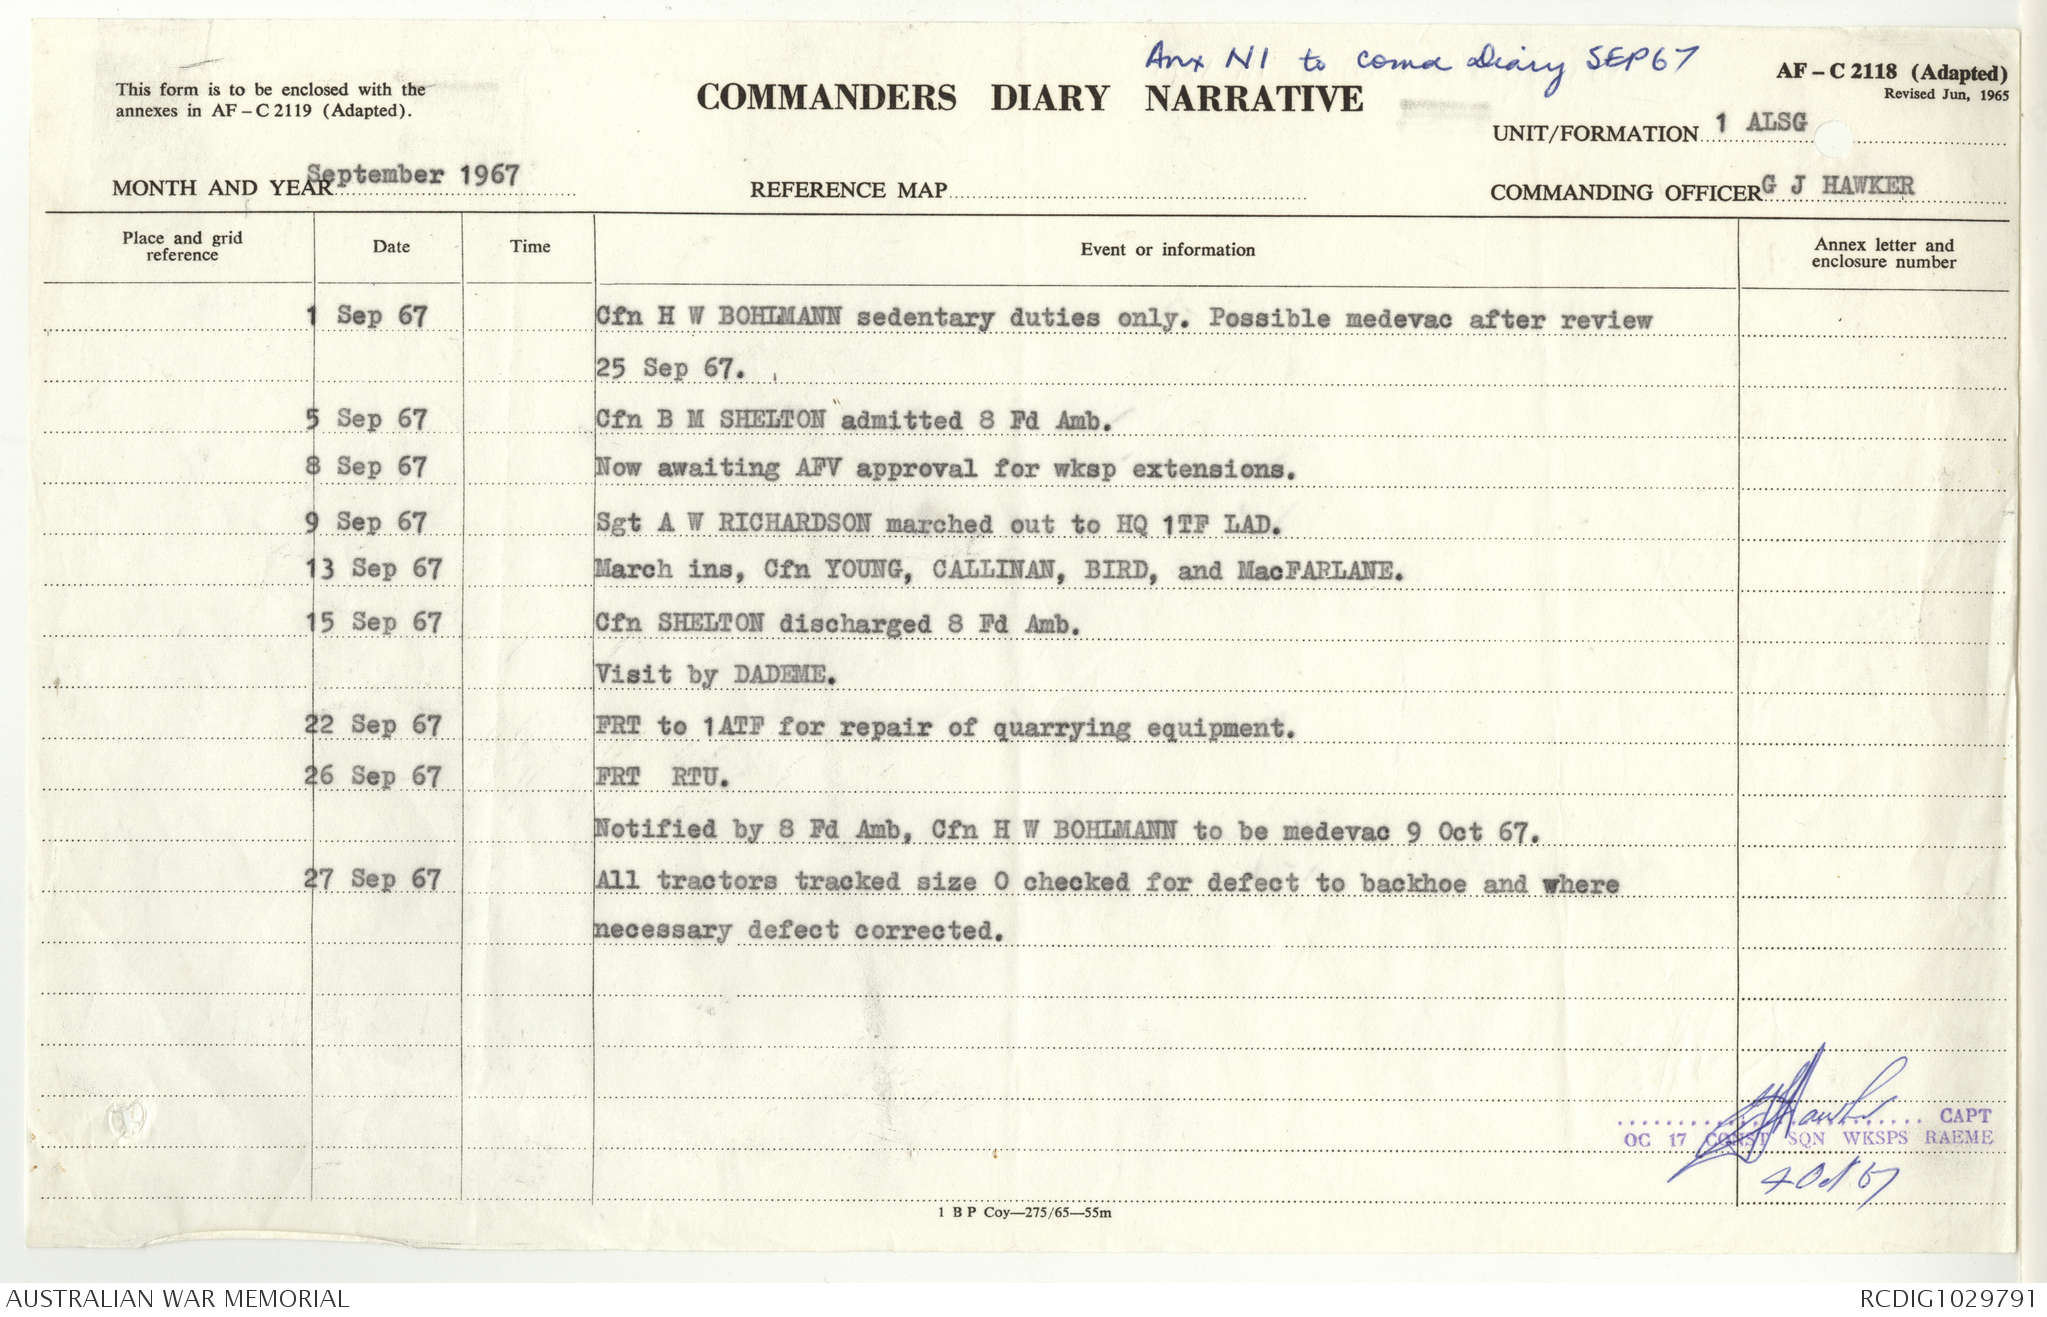 Anx N1 to Comd Diary SEP67
This form is to be enclosed with the
annexes in AF – C 2119 (Adapted).
COMMANDERS DIARY NARRATIVE
AF – C 2118 (Adapted)
Revised Jun, 1965
UNIT/FORMATION 1 ALSG
MONTH AND YEAR September 1967
REFERENCE MAP
COMMANDING OFFICER G J HAWKER
Place and grid
reference
Date
Time
Event or information
Annex letter and
enclosure number
1 Sep 67 Cfn H W BOHLMANN sedentary duties only. Possible medevac after review
25 Sep 67.
5 Sep 67 Cfn B M SHELTON admitted 8 Fd Amb.
8 Sep 67 Now awaiting AFV approval for wksp extensions.
9 Sep 67 Sgt A W RICHARDSON marched out to HQ 1TF LAD.
13 Sep 67 March ins, Cfn YOUNG, CALLINAN, BIRD, and MacFARLANE.
15 Sep 67 Cfn SHELTON discharged 8 Fd Amb.
Visit by DADEME.
22 Sep 67 FRT to 1ATF for repair of quarrying equipment.
26 Sep 67 FRT RTU.
Notified by 8 Fd Amb, Cfn H W BOHLMANN to be medevac 9 Oct 67.
27 Sep 67 All tractors tracked size 0 checked for defect to backhoe and where
necessary defect corrected.
GJHawker CAPT
OC 17 CONST SQN WKSPS RAEME
4 Oct 67
1 B P Coy—275/65—55m
AUSTRALIAN WAR MEMORIAL
RCDIG1029791